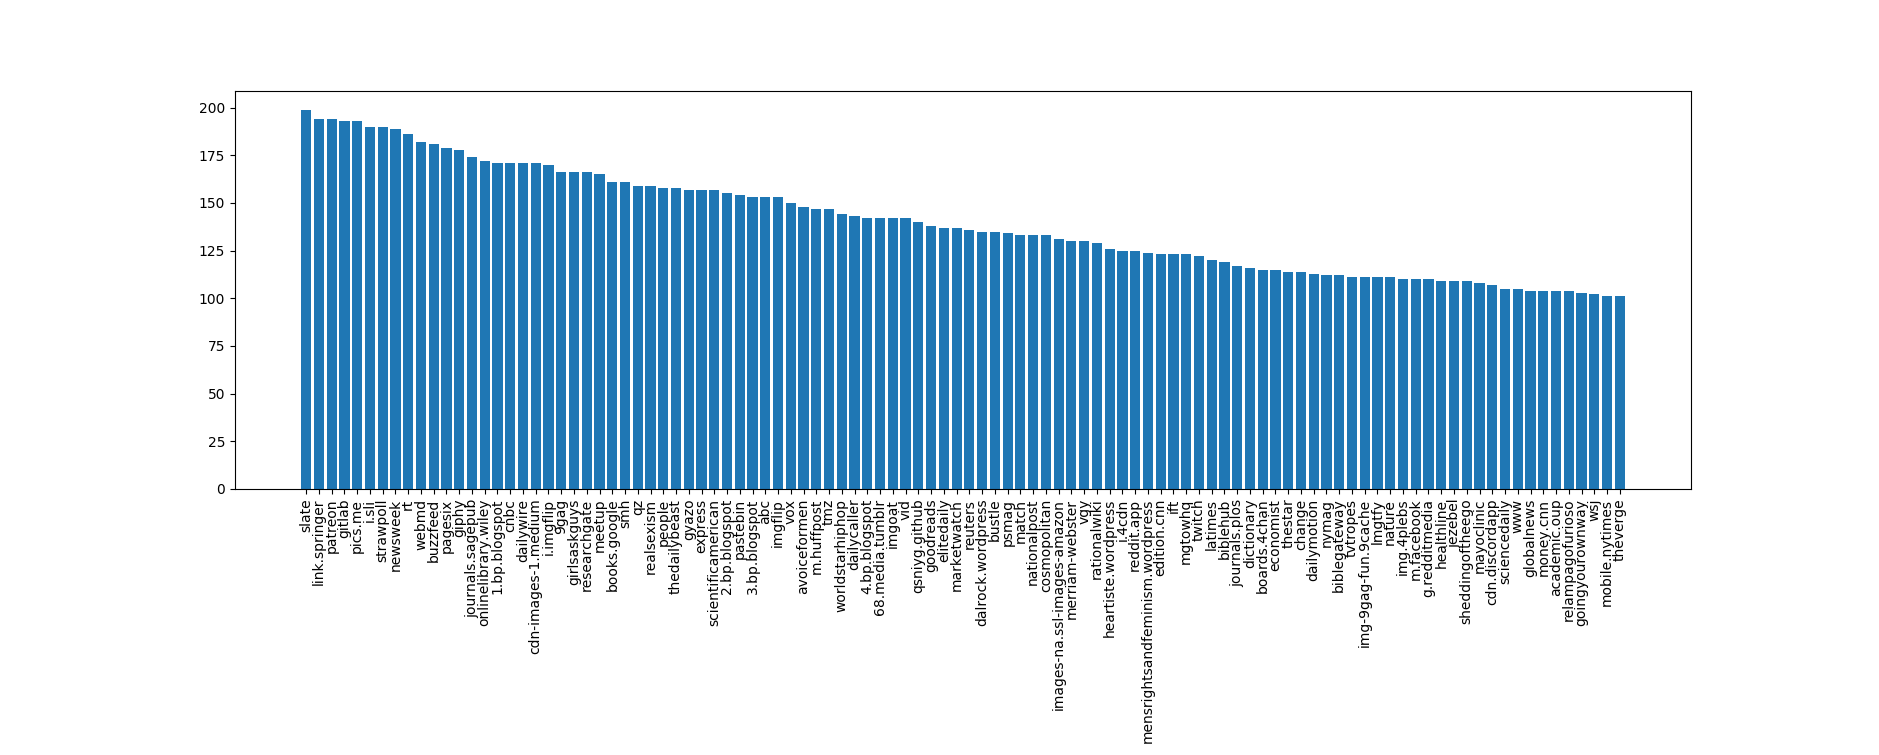 200
175
150
125
100
75
50
25
0
slate
link.springer
patreon
gitlab
pics.me
i.sli
strawpoll
newsweek
rt
webmd
buzzfeed
pagesix
giphy
journals.sagepub
onlinelibrary.wiley
1.bp.blogspot
cnbc
dailywire
cdn-images-1.medium
i.imgflip
9gag
girlsaskguys
researchgate
meetup
books.google
smh
qz
realsexism
people
thedailybeast
gyazo
express
scientificamerican
2.bp.blogspot
pastebin
3.bp.blogspot
abc
imgflip
vox
avoiceformen
m.huffpost
tmz
worldstarhiphop
dailycaller
4.bp.blogspot
68.media.tumblr
imgoat
vid
qsniyg.github
goodreads
elitedaily
marketwatch
reuters
dalrock.wordpress
bustle
psmag
match
nationalpost
cosmopolitan
images-na.ssl-images-amazon
merriam-webster
vgy
rationalwiki
heartiste.wordpress
i.4cdn
reddit.app
mensrightsandfeminism.wordpress
edition.cnn
ift
mgtowhq
twitch
latimes
biblehub
journals.plos
dictionary
boards.4chan
economist
thestar
change
dailymotion
nymag
biblegateway
tvtropes
img-9gag-fun.9cache
lmgtfy
nature
img.4plebs
m.facebook
g.redditmedia
healthline
jezebel
sheddingoftheego
mayoclinic
cdn.discordapp
sciencedaily
www
globalnews
money.cnn
academic.oup
relampagofurioso
goingyourownway
wsj
mobile.nytimes
theverge